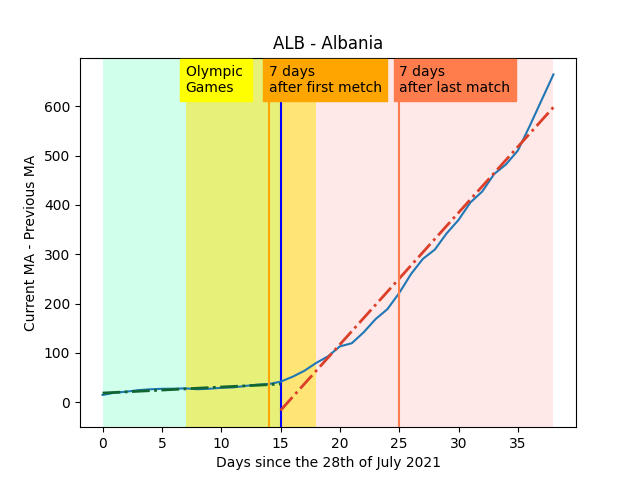 ALB - Albania
Olympic
Games
7 days
after first metch
7 days
after last match
Current MA - Previous MA
600
500
400
300
200
100
0
0 5 10 15 20 25 30 35
Days since the 28th of July 2021